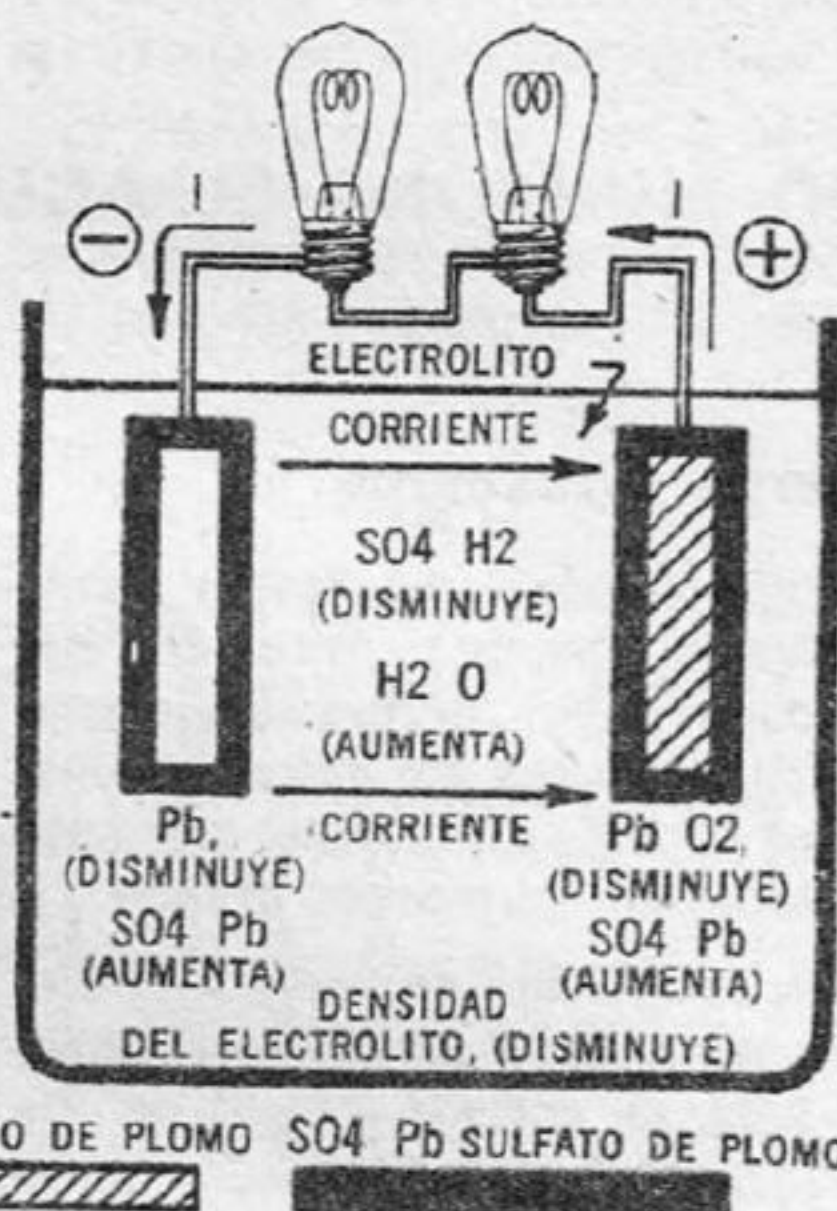 I I
− +
ELECTROLITO
CORRIENTE
SO4 H2
(DISMINUYE)
H2 O
(AUMENTA)
CORRIENTE
Pb,
(DISMINUYE)
SO4 Pb
(AUMENTA)
Pb O2,
(DISMINUYE)
SO4 Pb
(AUMENTA)
DENSIDAD
DEL ELECTROLITO, (DISMINUYE)
O DE PLOMO SO4 Pb SULFATO DE PLOMO